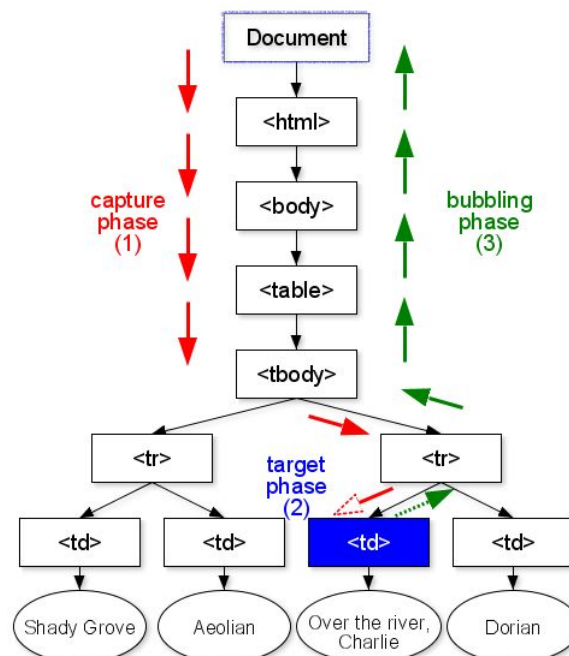 Document
<html>
capture
phase
(1)
<body>
bubbling
phase
(3)
<table>
<tbody>
<tr>
target
phase
(2)
<tr>
<td>
<td>
<td>
<td>
Shady Grove
Aeolian
Over the river,
Charlie
Dorian